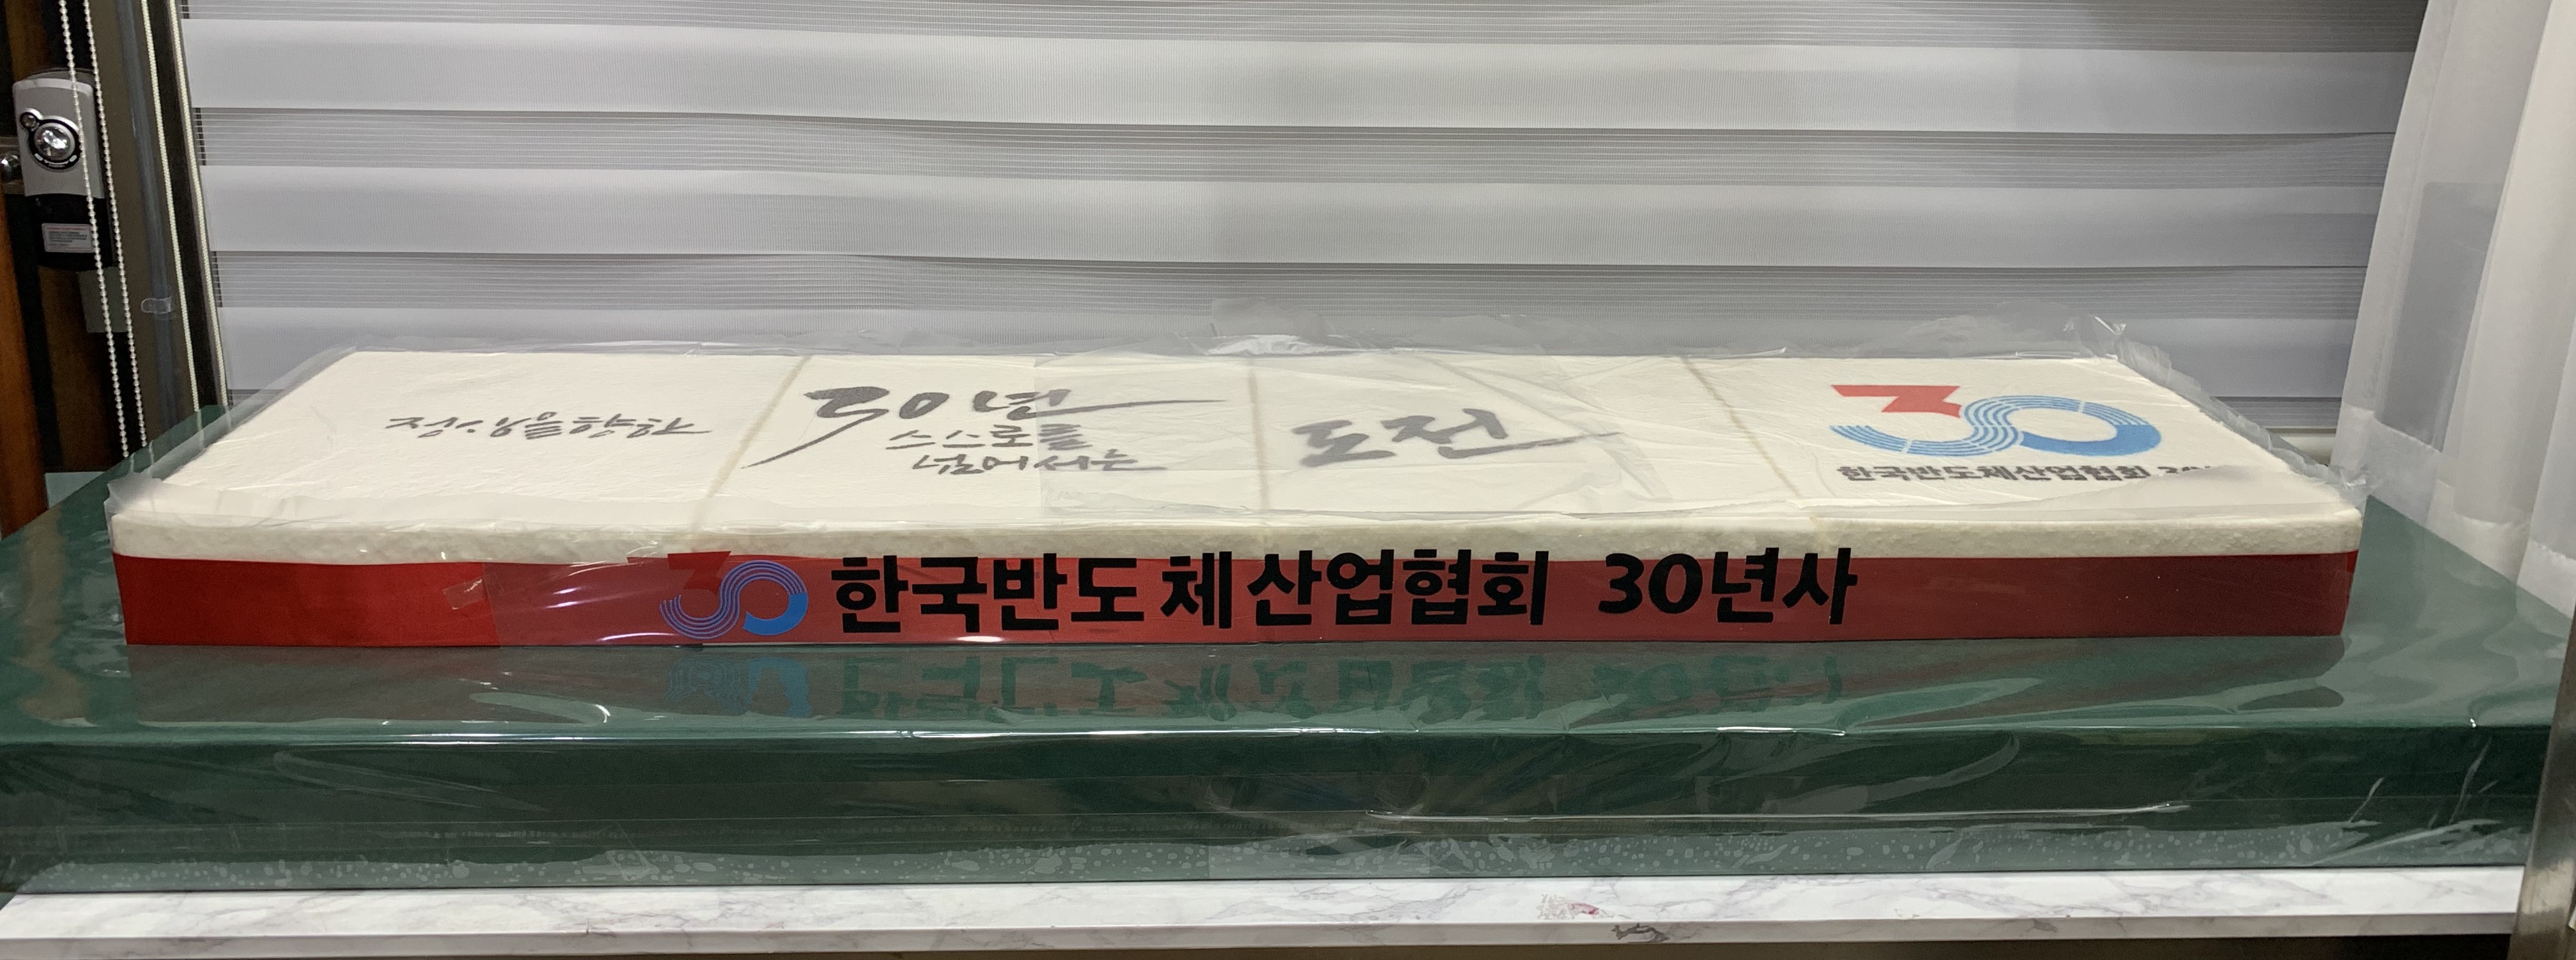 정상을 향한
30년
스스로를
넘어서는
도전
30
한국반도체산업협회
30 한국반도체산업협회 30년사